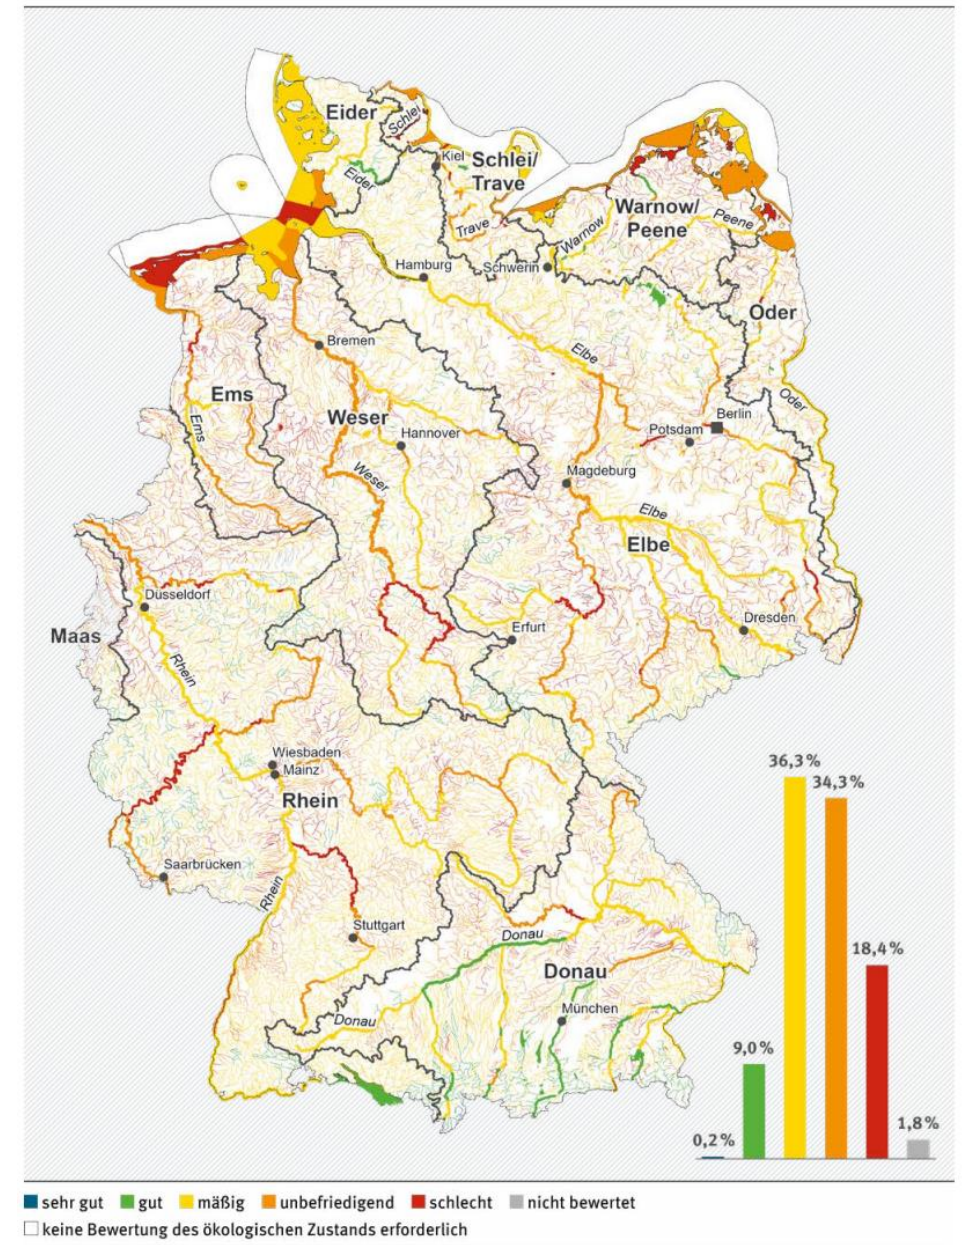 Eider
Schlei
Kiel
Schlei/
Trave
Eider
Warnow/
Peene
Peene
Trave
Warnow
Hamburg
Schwerin
Oder
Bremen
Elbe
Ems
Oder
Weser
Berlin
Ems
Hannover
Potsdam
Weser
Magdeburg
Elbe
Elbe
Düsseldorf
Dresden
Erfurt
Maas
Rhein
Wiesbaden
Mainz
36,3%
34,3%
Rhein
Saarbrücken
Rhein
Stuttgart
Donau
18,4%
Donau
München
Donau
9,0%
1,8%
0,2%
sehr gut gut mäßig unbefriedigend schlecht nicht bewertet
keine Bewertung des ökologischen Zustands erforderlich